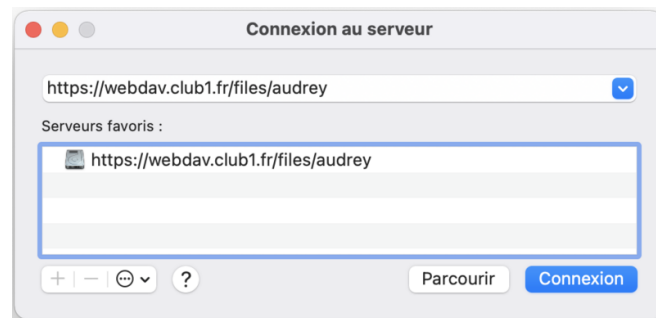 Connexion au serveur
https://webdav.club1.fr/files/audrey
Serveurs favoris :
https://webdav.club1.fr/files/audrey
?
Parcourir
Connexion